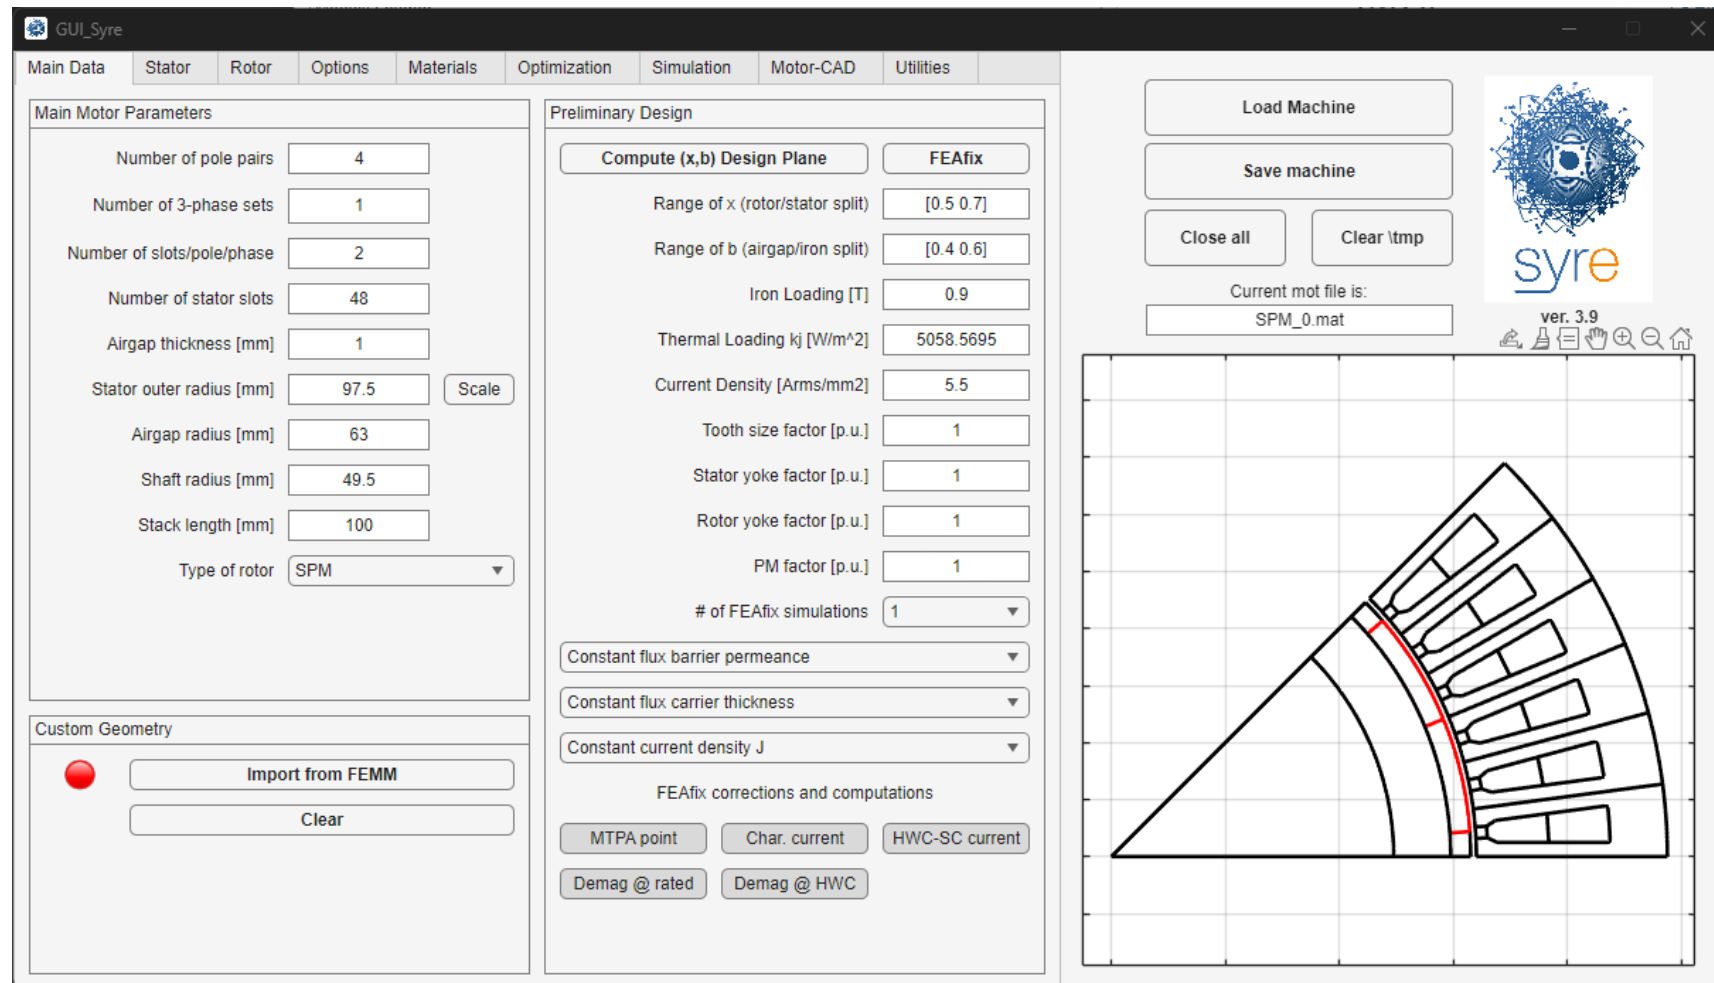 GUI_Syre
Main Data Stator Rotor Options Materials Optimization Simulation Motor-CAD Utilities
Main Motor Parameters
Number of pole pairs 4
Number of 3-phase sets 1
Number of slots/pole/phase 2
Number of stator slots 48
Airgap thickness [mm] 1
Stator outer radius [mm] 97.5 Scale
Airgap radius [mm] 63
Shaft radius [mm] 49.5
Stack length [mm] 100
Type of rotor SPM
Custom Geometry
Import from FEMM
Clear
Preliminary Design
Compute (x,b) Design Plane FEAfix
Range of x (rotor/stator split) [0.5 0.7]
Range of b (airgap/iron split) [0.4 0.6]
Iron Loading [T] 0.9
Thermal Loading kj [W/m^2] 5058.5695
Current Density [Arms/mm2] 5.5
Tooth size factor [p.u.] 1
Stator yoke factor [p.u.] 1
Rotor yoke factor [p.u.] 1
PM factor [p.u.] 1
# of FEAfix simulations 1
Constant flux barrier permeance
Constant flux carrier thickness
Constant current density J
FEAfix corrections and computations
MTPA point Char. current HWC-SC current
Demag @ rated Demag @ HWC
Load Machine
Save machine
Close all Clear \tmp
Current mot file is:
SPM_0.mat
syre
ver. 3.9